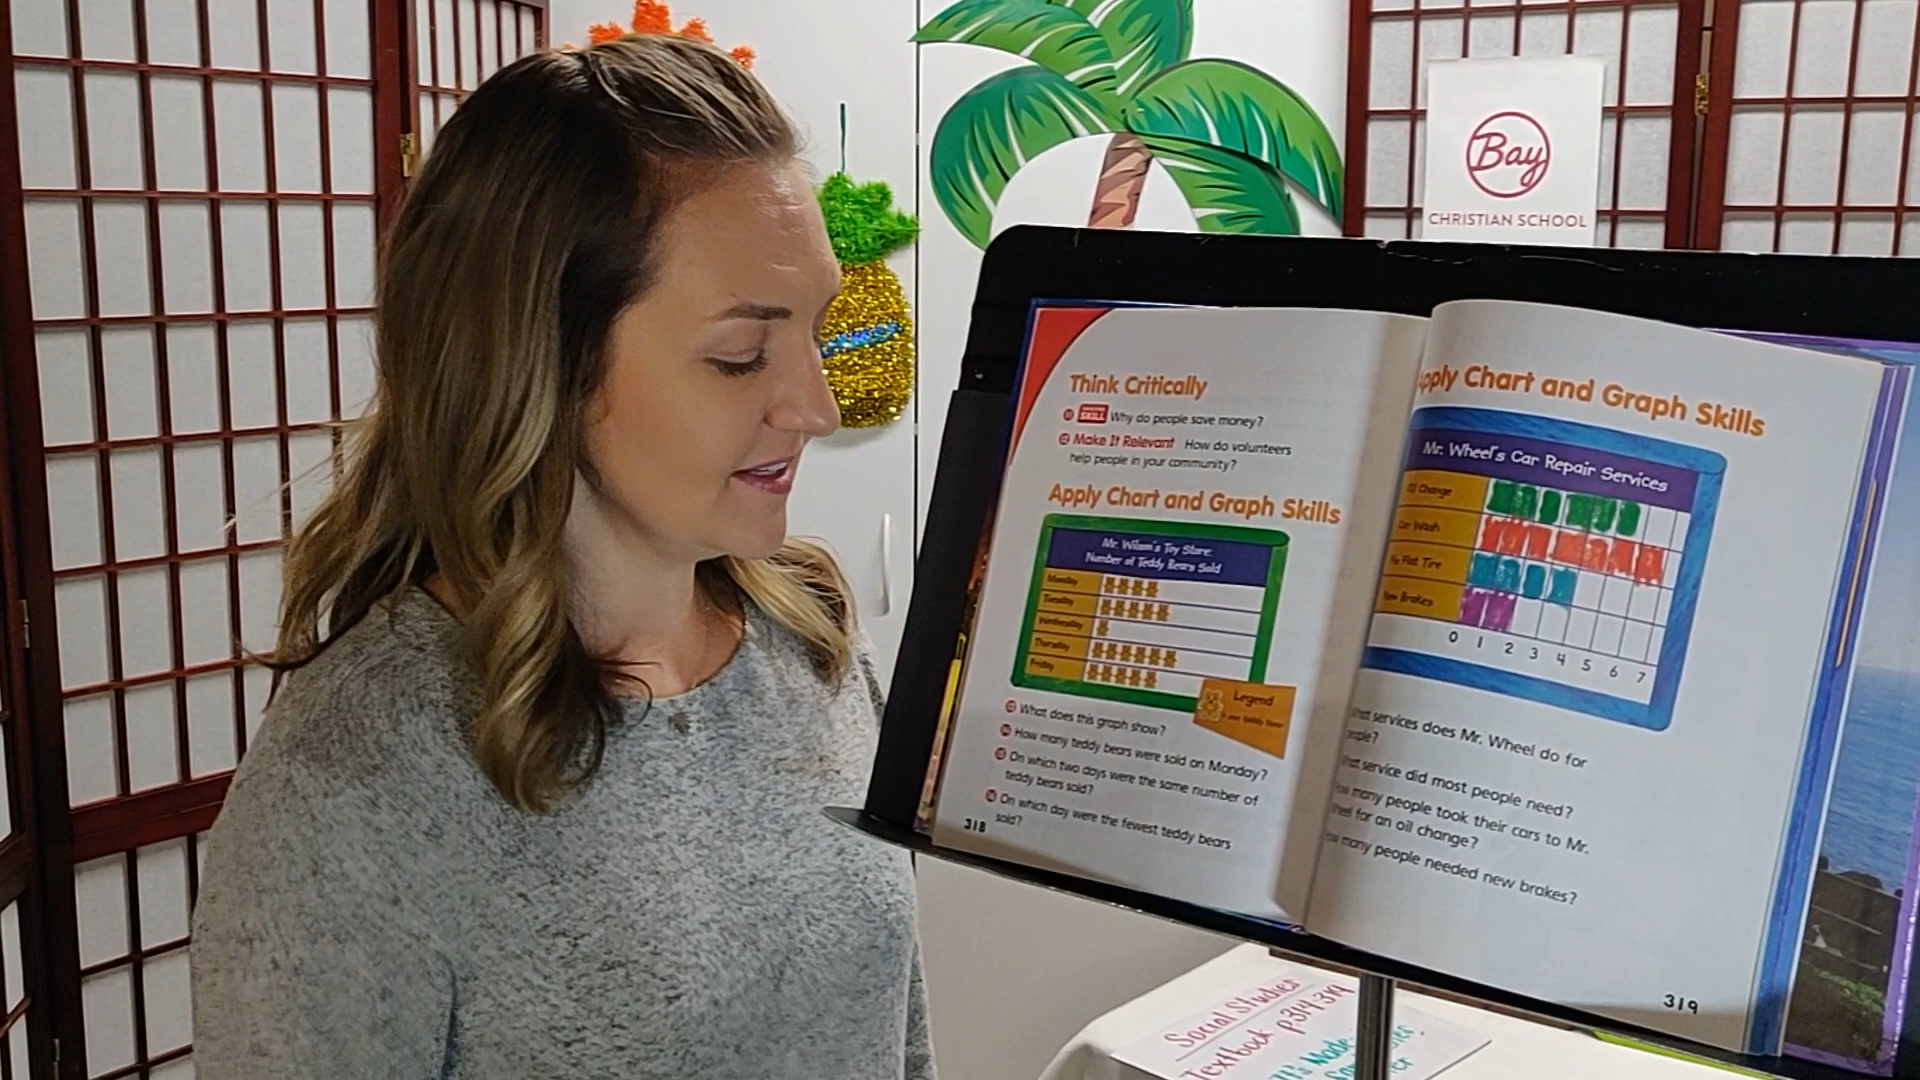 Bay
CHRISTIAN SCHOOL
Think Critically
Why do people save money?
Make It Relevant How do volunteers
help people in your community?
Apply Chart and Graph Skills
Mr. Wilson's Toy Store:
Number of Teddy Bears Sold
Monday
Tuesday
Wednesday
Thursday
Friday
Legend
What does this graph show?
How many teddy bears were sold on Monday?
On which two days were the same number of
teddy bears sold?
On which day were the fewest teddy bears
sold?
318
Apply Chart and Graph Skills
Mr. Wheel's Car Repair Services
Oil Change
Car Wash
Fix Flat Tire
New Brakes
0 1 2 3 4 5 6 7
services does Mr. Wheel do for
service did most people need?
many people took their cars to Mr.
for an oil change?
many people needed new brakes?
319
Social Studies
Textbook p314-319